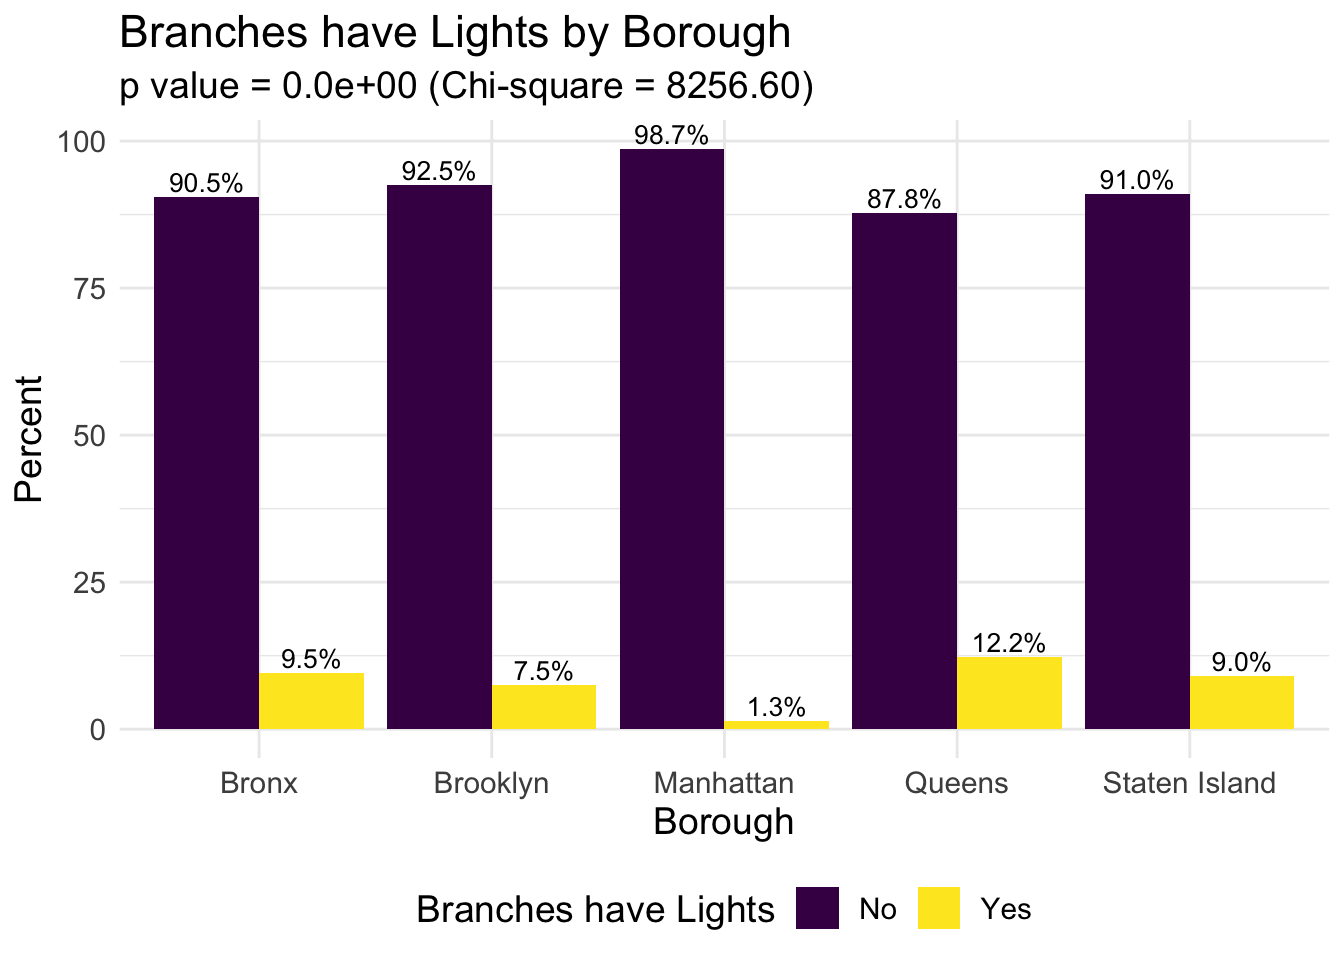 Branches have Lights by Borough
p value = 0.0e+00 (Chi-square = 8256.60)
Percent
100
75
50
25
0
90.5%
9.5%
92.5%
7.5%
98.7%
1.3%
87.8%
12.2%
91.0%
9.0%
Bronx Brooklyn Manhattan Queens Staten Island
Borough
Branches have Lights No Yes